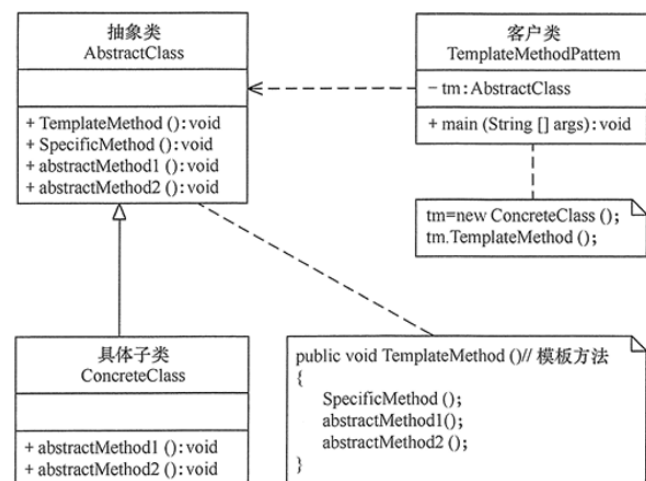 抽象类
AbstractClass
+ TemplateMethod ():void
+ SpecificMethod ():void
+ abstractMethod1 ():void
+ abstractMethod2 ():void
客户类
TemplateMethodPattem
− tm:AbstractClass
+ main (String [] args):void
tm=new ConcreteClass ();
tm.TemplateMethod ();
具体子类
ConcreteClass
+ abstractMethod1 ():void
+ abstractMethod2 ():void
public void TemplateMethod ()// 模板方法
{
SpecificMethod ();
abstractMethod1();
abstractMethod2 ();
}